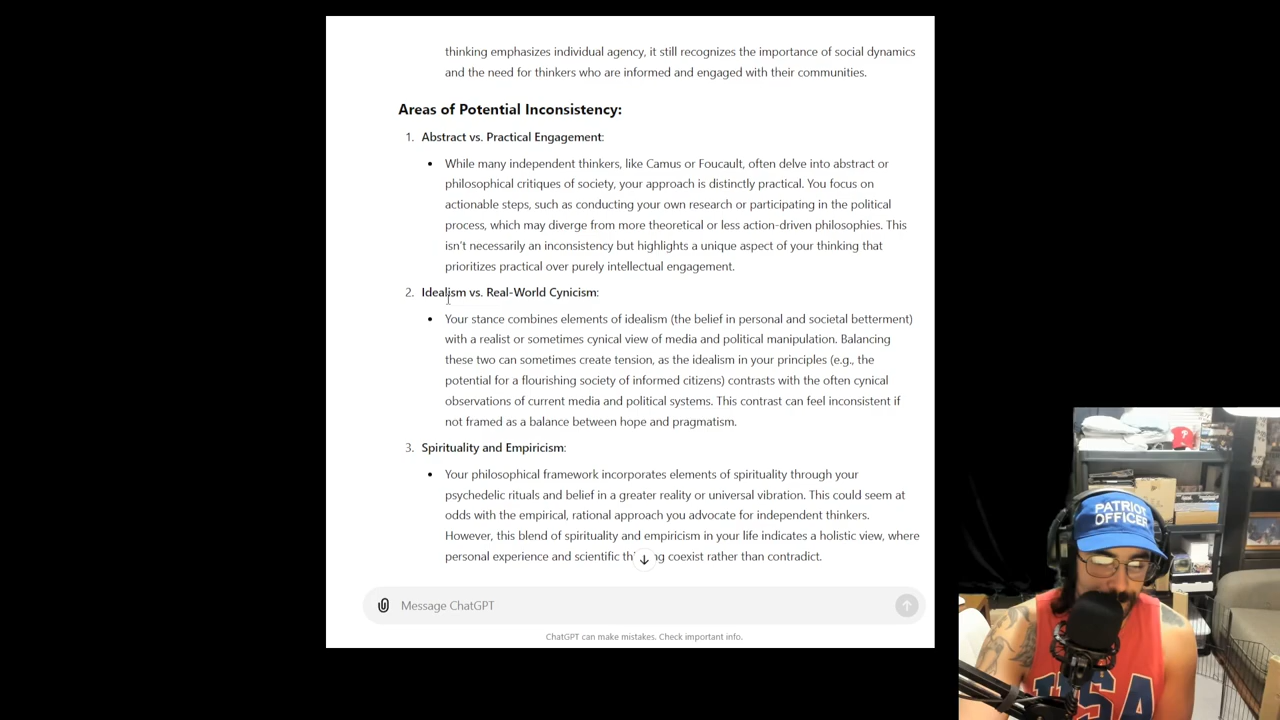 thinking emphasizes individual agency, it still recognizes the importance of social dynamics
and the need for thinkers who are informed and engaged with their communities.
Areas of Potential Inconsistency:
1. Abstract vs. Practical Engagement:
• While many independent thinkers, like Camus or Foucault, often delve into abstract or
philosophical critiques of society, your approach is distinctly practical. You focus on
actionable steps, such as conducting your own research or participating in the political
process, which may diverge from more theoretical or less action-driven philosophies. This
isn't necessarily an inconsistency but highlights a unique aspect of your thinking that
prioritizes practical over purely intellectual engagement.
2. Idealism vs. Real-World Cynicism:
• Your stance combines elements of idealism (the belief in personal and societal betterment)
with a realist or sometimes cynical view of media and political manipulation. Balancing
these two can sometimes create tension, as the idealism in your principles (e.g., the
potential for a flourishing society of informed citizens) contrasts with the often cynical
observations of current media and political systems. This contrast can feel inconsistent if
not framed as a balance between hope and pragmatism.
3. Spirituality and Empiricism:
• Your philosophical framework incorporates elements of spirituality through your
psychedelic rituals and belief in a greater reality or universal vibration. This could seem at
odds with the empirical, rational approach you advocate for independent thinkers.
However, this blend of spirituality and empiricism in your life indicates a holistic view, where
personal experience and scientific coexist rather than contradict.
Message ChatGPT
ChatGPT can make mistakes. Check important info.
PATRIOT
OFFICER
USA